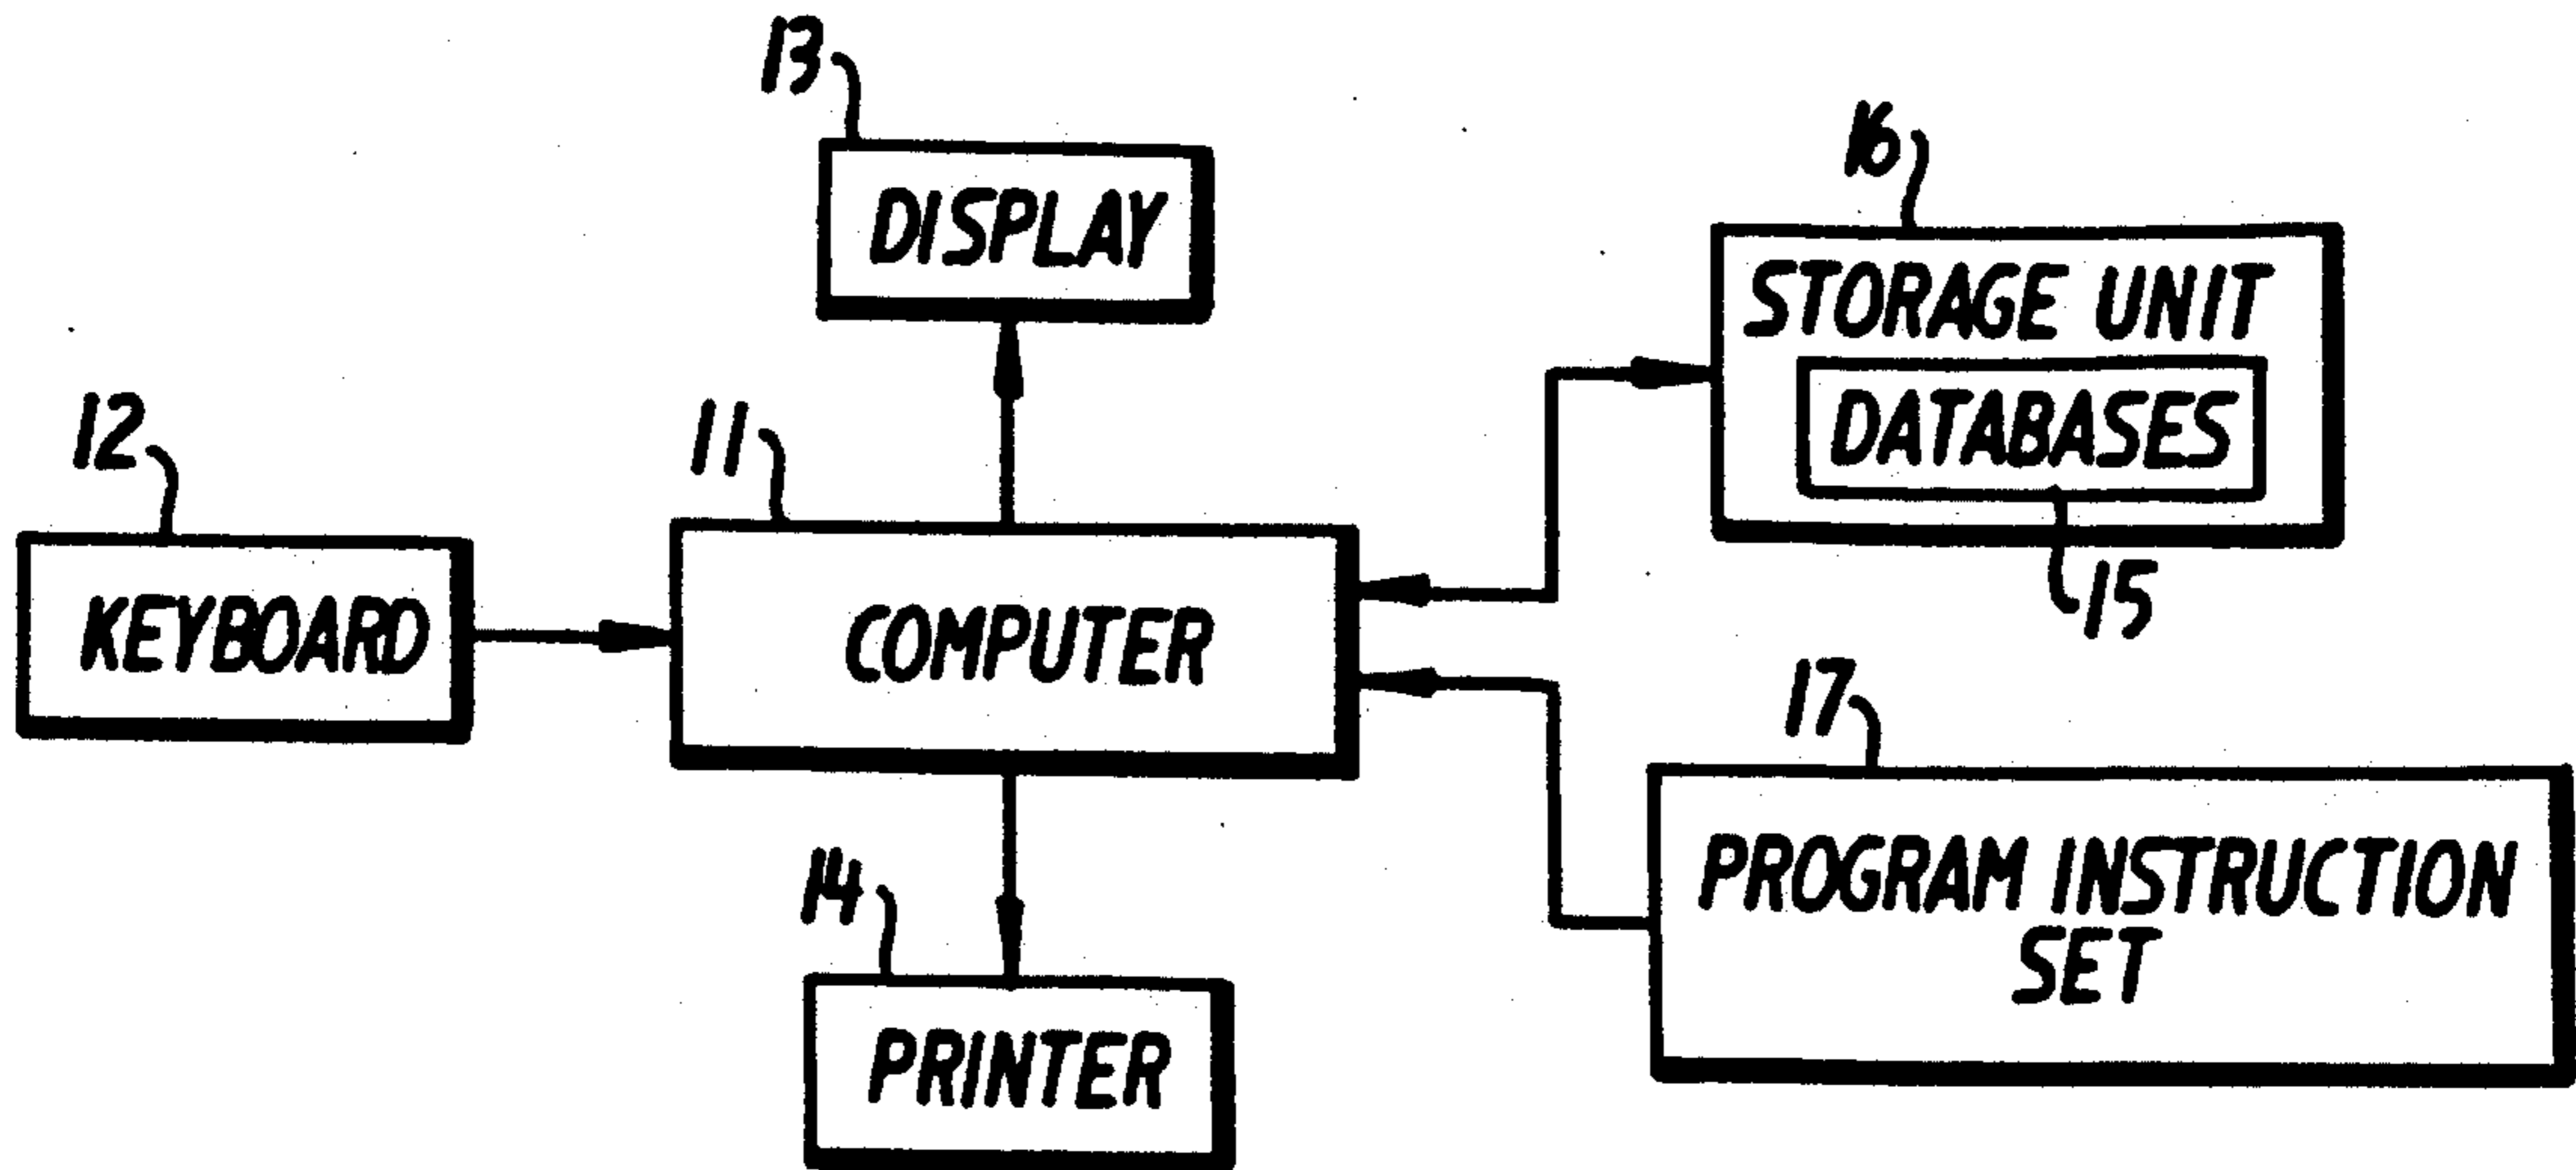 13
DISPLAY
16
STORAGE UNIT
DATABASES
15
12
KEYBOARD
11
COMPUTER
17
PROGRAM INSTRUCTION
SET
14
PRINTER